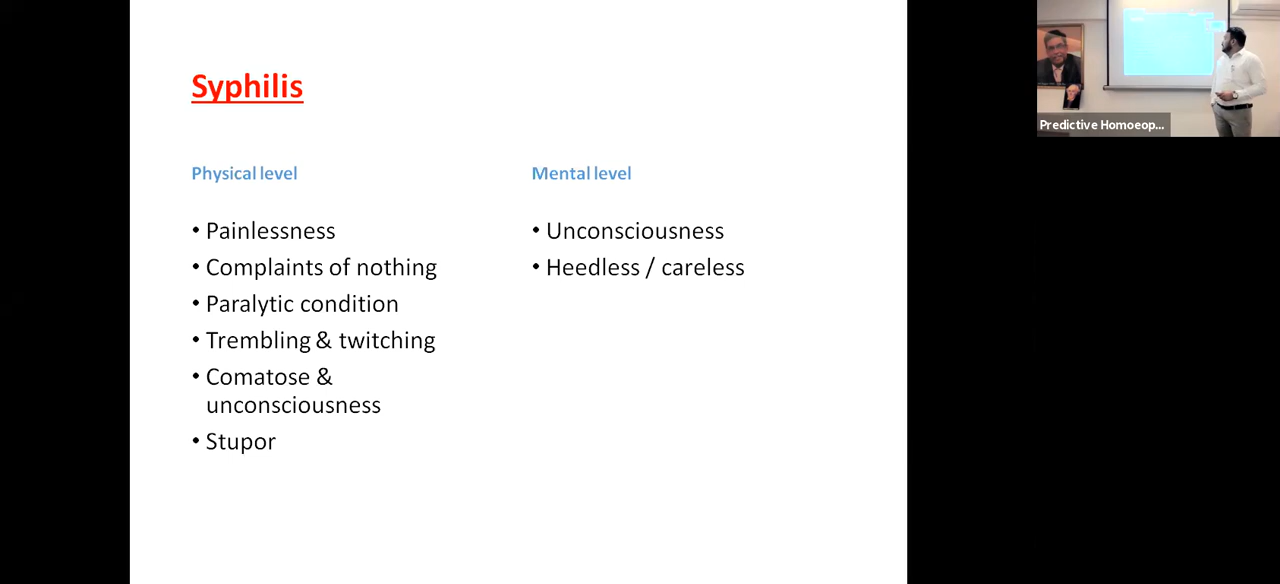 Syphilis
Physical level
• Painlessness
• Complaints of nothing
• Paralytic condition
• Trembling & twitching
• Comatose &
unconsciousness
• Stupor
Mental level
• Unconsciousness
• Heedless / careless
Predictive Homoeop...